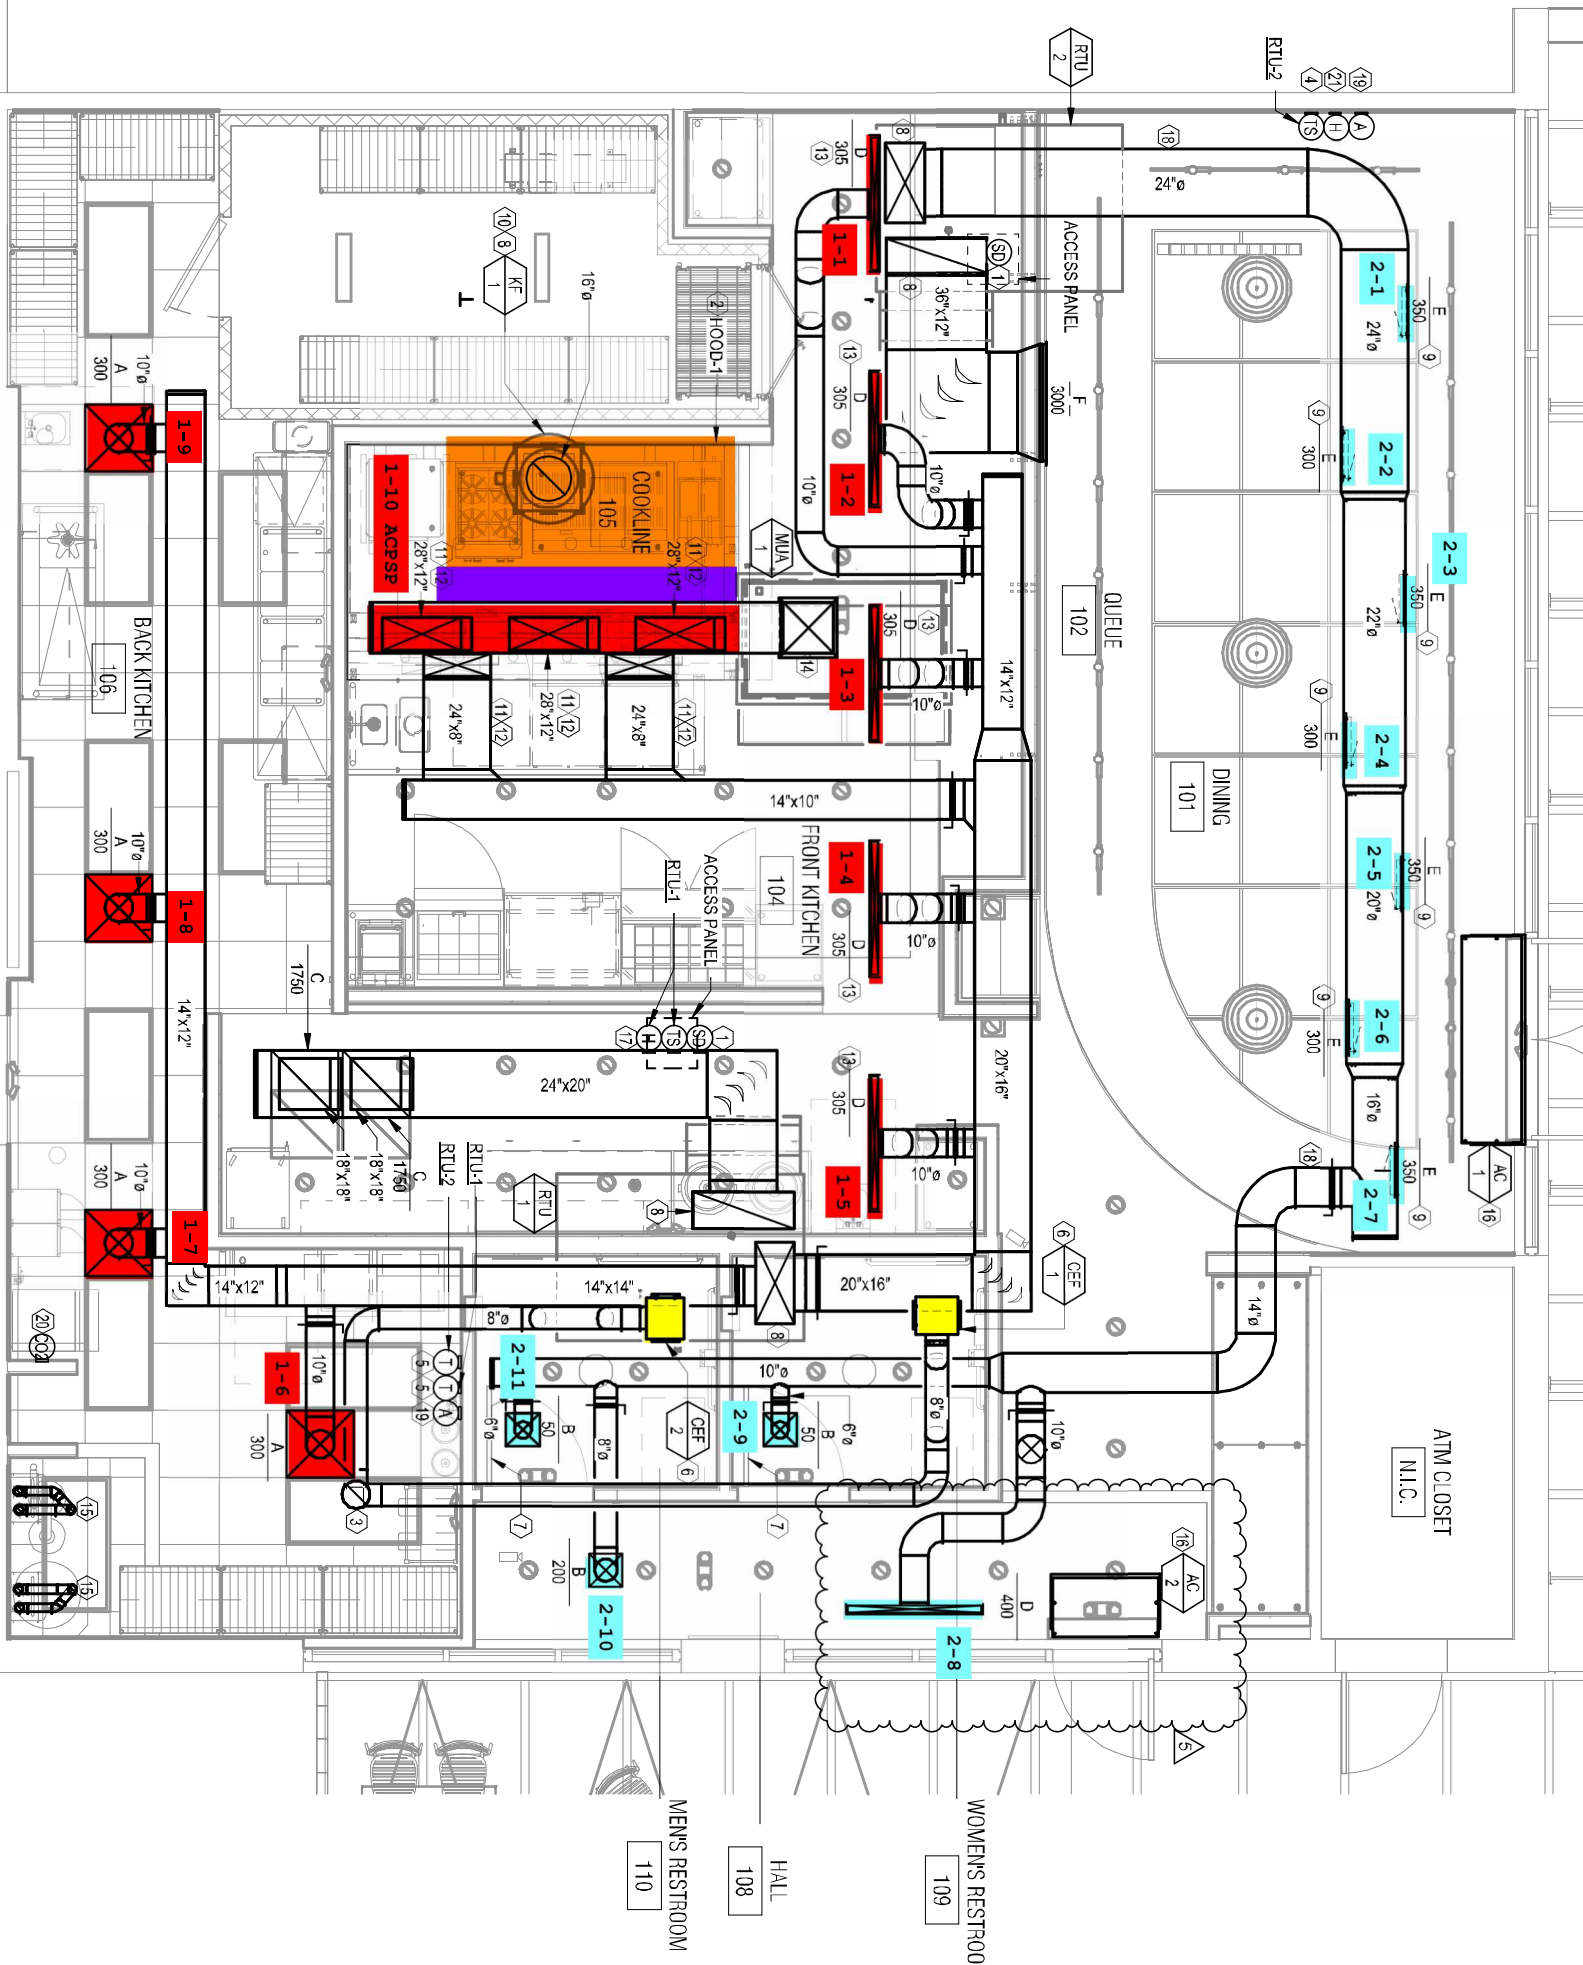 RTU
2
RTU-2
4
21
19
TS
H
A
18
24"ø
8
D
305
13
1-1
SD
1
ACCESS PANEL
8
36"x12"
F
3000
10
8
KF
1
16"ø
2
HOOD-1
13
D
305
1-2
10"ø
10"ø
2-1
E
350
9
24"ø
9
E
300
2-2
2-3
E
350
9
22"ø
9
E
300
2-4
2-5
E
350
9
20"ø
9
E
300
2-6
16"ø
E
350
9
2-7
18
AC
1
16
DINING
101
QUEUE
102
14"x12"
COOKLINE
105
1-10 ACPSP
11
12
28"x12"
11
12
28"x12"
11
12
28"x12"
MUA
1
14
13
D
305
1-3
10"ø
24"x8"
11
12
24"x8"
11
12
14"x10"
FRONT KITCHEN
104
1-4
D
305
13
10"ø
ACCESS PANEL
RTU-1
17
H
TS
SD
1
13
D
305
1-5
10"ø
20"x16"
24"x20"
C
1750
18"x18"
18"x18"
C
1750
RTU-2
RTU-1
RTU
1
8
10"ø
A
300
1-9
BACK KITCHEN
106
10"ø
A
300
1-8
14"x12"
10"ø
A
300
1-7
14"x12"
14"x14"
20"x16"
8
6
CEF
1
14"ø
20
CO2
8"ø
10"ø
1-6
A
300
5
T
5
T
19
A
2-11
6"ø
B
50
7
8"ø
10"ø
2-9
6"ø
B
50
7
CEF
2
6
8"ø
10"ø
3
15
15
B
200
2-10
D
400
2-8
16
AC
2
5
ATM CLOSET
N.I.C.
MEN'S RESTROOM
110
HALL
108
WOMEN'S RESTROO
109